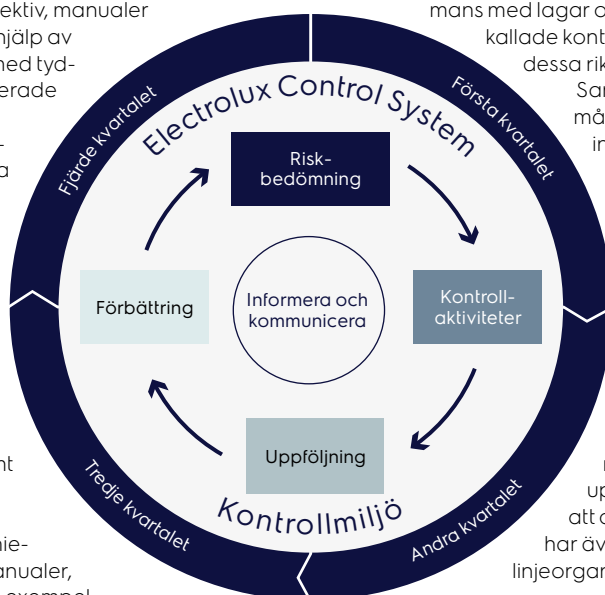 ektiv, manualer
hjälp av
med tyd-
erade
-
a
mans med lagar o
kallade kont
dessa rik
Sar
må
in
Electrolux Control System
Fjärde kvartalet
Första kvartalet
Risk-
bedömning
Förbättring
Informera och
kommunicera
Kontroll-
aktiviteter
Uppföljning
Kontrollmiljö
Tredje kvartalet
Andra kvartalet
nt
nie-
anualer,
exempel
up
att
har äv
linjeorgan